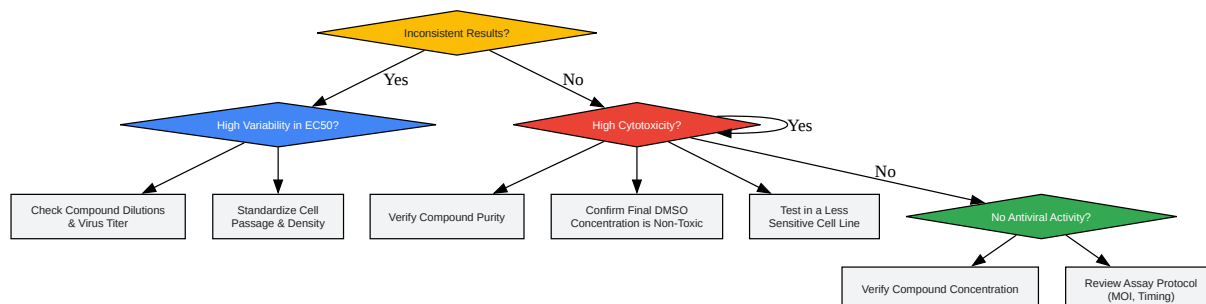 Inconsistent Results?
Yes
No
High Variability in EC50?
High Cytotoxicity?
Yes
No
Check Compound Dilutions
& Virus Titer
Standardize Cell
Passage & Density
Verify Compound Purity
Confirm Final DMSO
Concentration is Non-Toxic
Test in a Less
Sensitive Cell Line
No Antiviral Activity?
Verify Compound Concentration
Review Assay Protocol
(MOI, Timing)